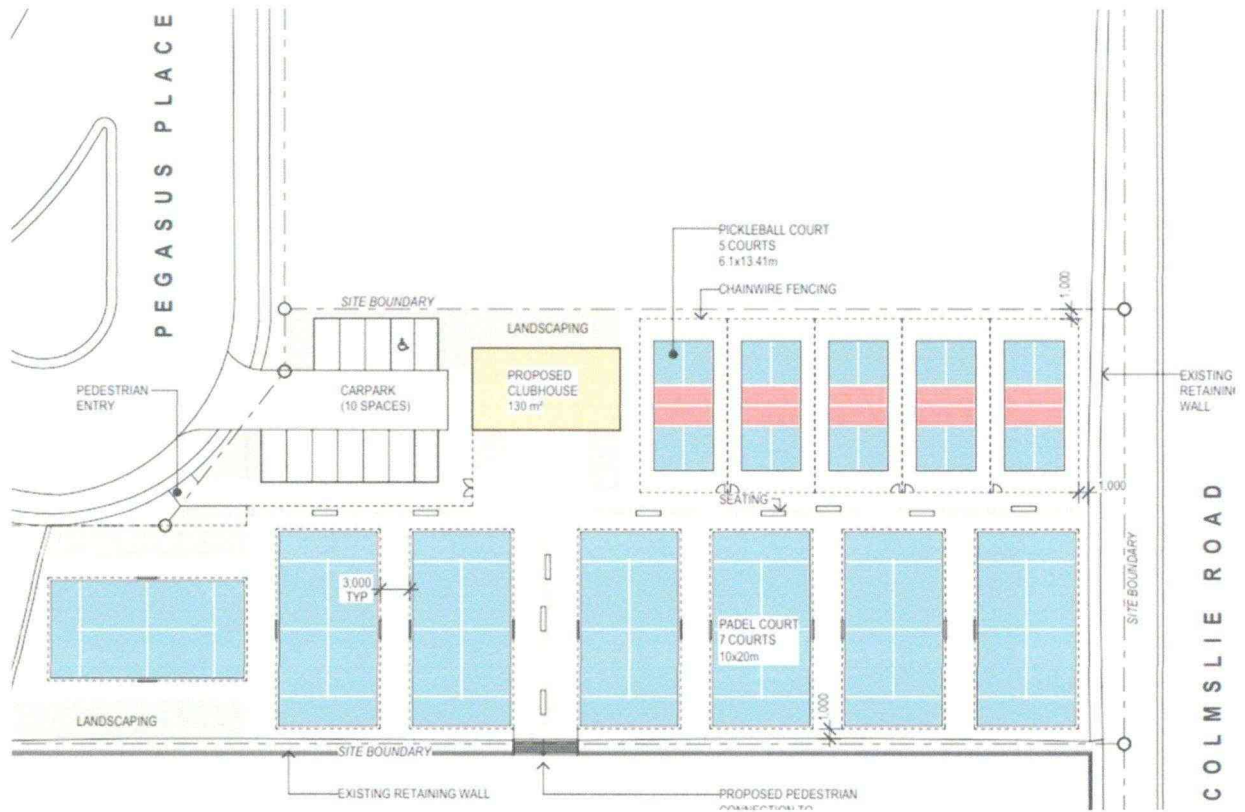 PEGASUS PLACE
PICKLEBALL COURT
5 COURTS
6.1x13.41m
CHAINWIRE FENCING
1,000
SITE BOUNDARY
LANDSCAPING
PEDESTRIAN
ENTRY
CARPARK
(10 SPACES)
PROPOSED
CLUBHOUSE
130 m²
EXISTING
RETAINING
WALL
SEATING
1,000
3,000
TYP
PADEL COURT
7 COURTS
10x20m
SITE BOUNDARY
COLMSLIE ROAD
LANDSCAPING
1,000
SITE BOUNDARY
EXISTING RETAINING WALL
PROPOSED PEDESTRIAN
CONNECTION TO